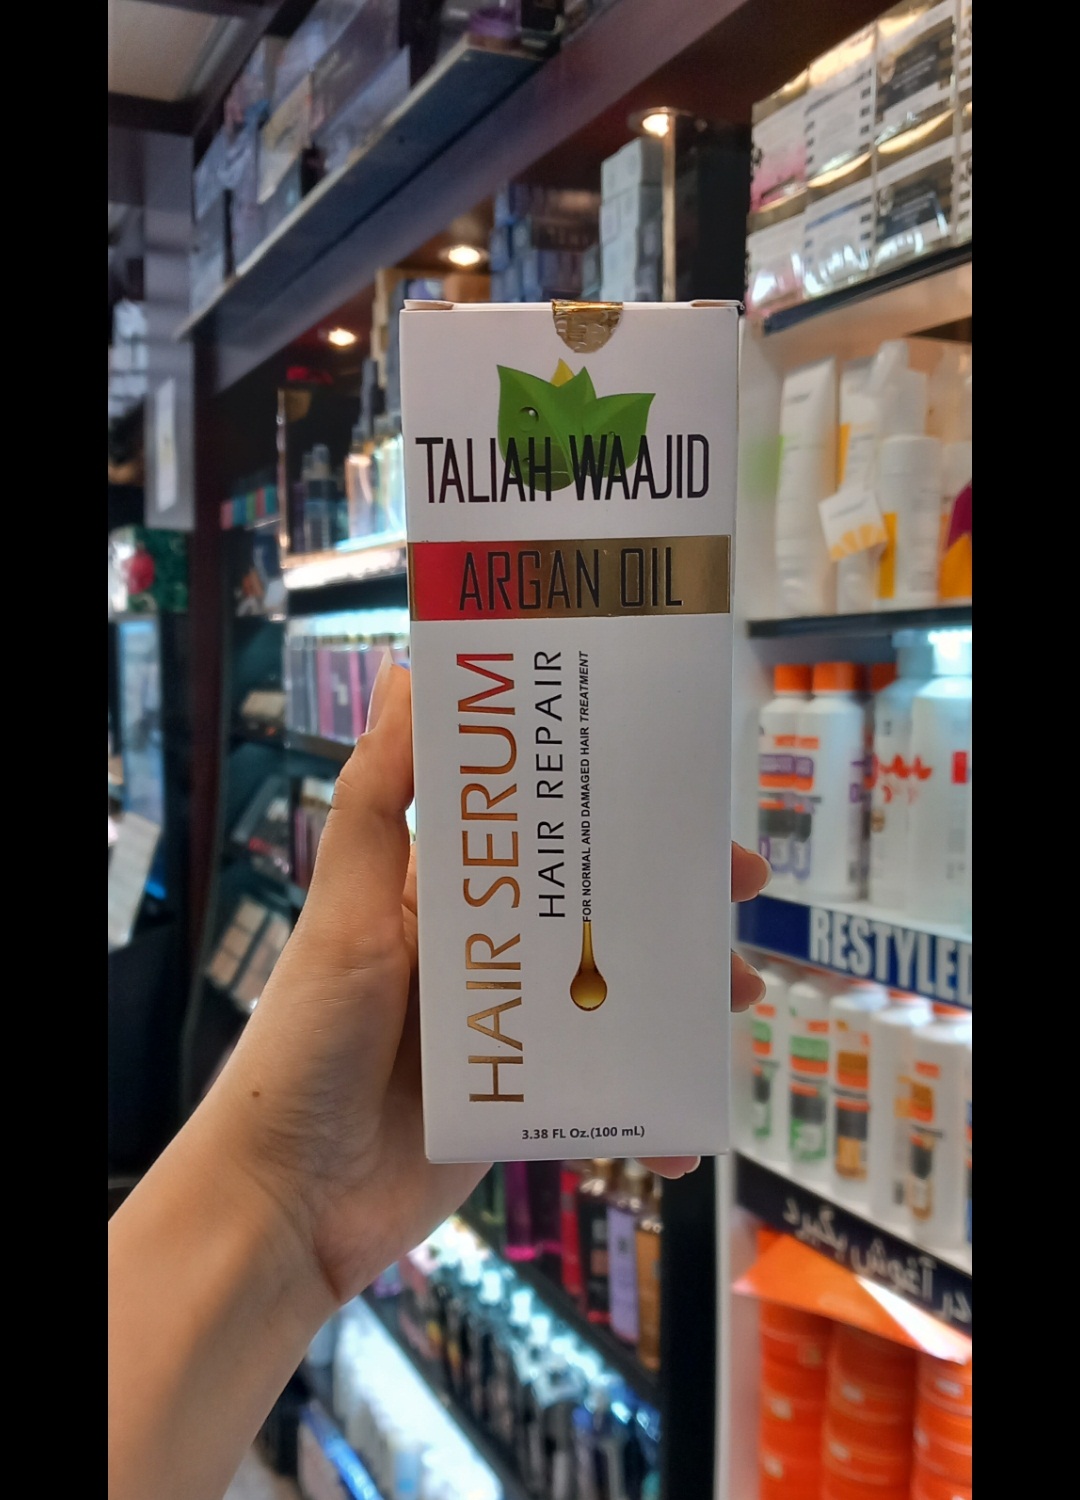 TALIAH WAAJID
ARGAN OIL
HAIR SERUM
HAIR REPAIR
FOR NORMAL AND DAMAGED HAIR TREATMENT
3.38 FL Oz.(100 mL)
RESTYLED
در آغوش بگیرد